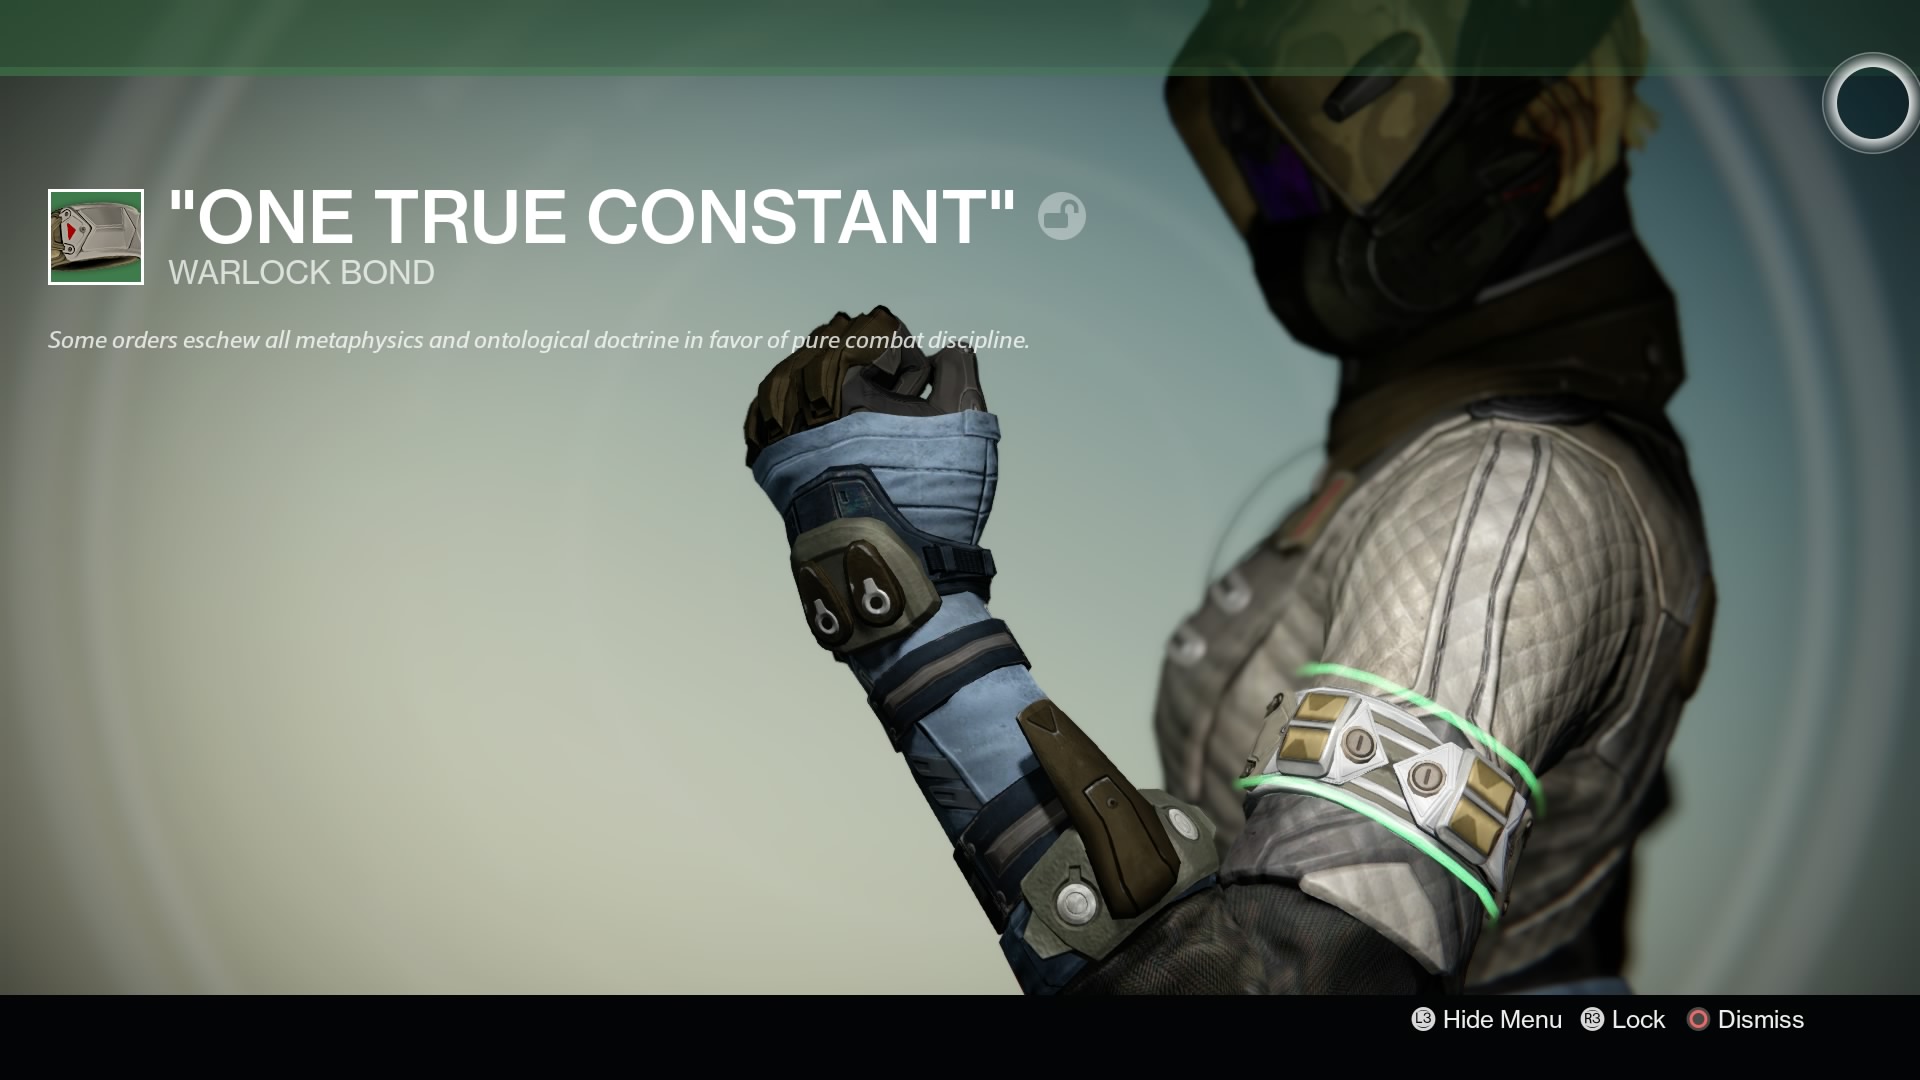 "ONE TRUE CONSTANT"
WARLOCK BOND
Some orders eschew all metaphysics and ontological doctrine in favor of pure combat discipline.
L3 Hide Menu R3 Lock Dismiss